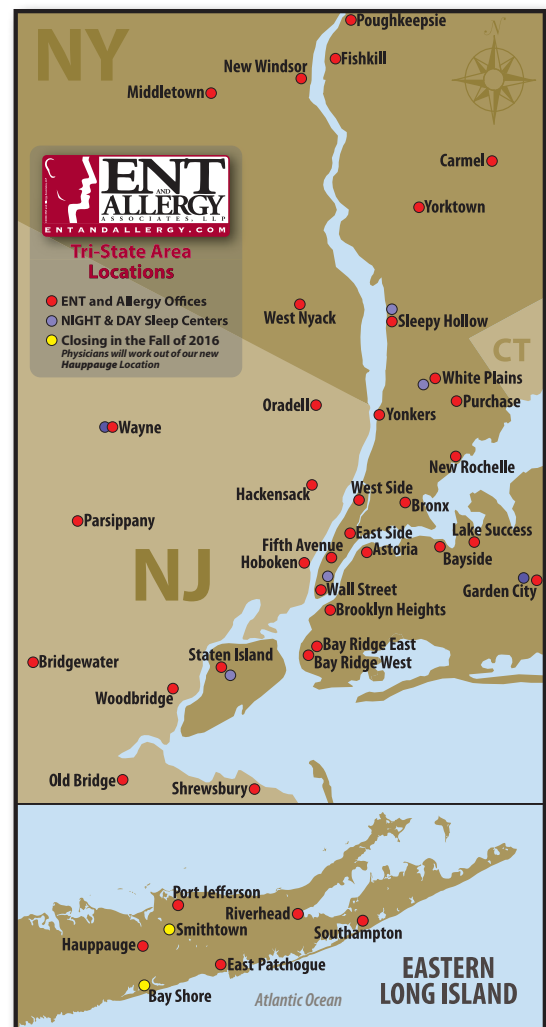 NY
Poughkeepsie
Fishkill
New Windsor
Middletown
Carmel
Yorktown
ENT
AND
ALLERGY
ASSOCIATES, LLP
ENTANDALLERGY.COM
Tri-State Area
Locations
ENT and Allergy Offices
NIGHT & DAY Sleep Centers
Closing in the Fall of 2016
Physicians will work out of our new
Hauppauge Location
West Nyack
Sleepy Hollow
CT
White Plains
Purchase
Oradell
Yonkers
Wayne
New Rochelle
Hackensack
West Side
Bronx
Parsippany
East Side
Lake Success
Fifth Avenue
Astoria
Bayside
Hoboken
NJ
Wall Street
Garden City
Brooklyn Heights
Bay Ridge East
Staten Island
Bay Ridge West
Bridgewater
Woodbridge
Old Bridge
Shrewsbury
Port Jefferson
Riverhead
Smithtown
Southampton
Hauppauge
East Patchogue
EASTERN
LONG ISLAND
Bay Shore
Atlantic Ocean